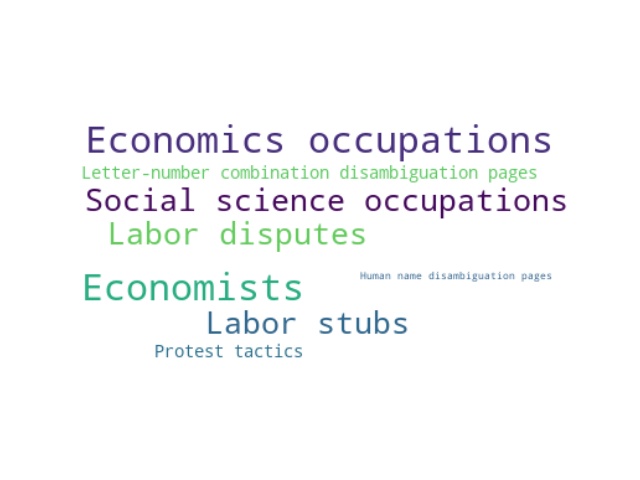 Economics occupations
Letter-number combination disambiguation pages
Social science occupations
Labor disputes
Economists
Human name disambiguation pages
Labor stubs
Protest tactics